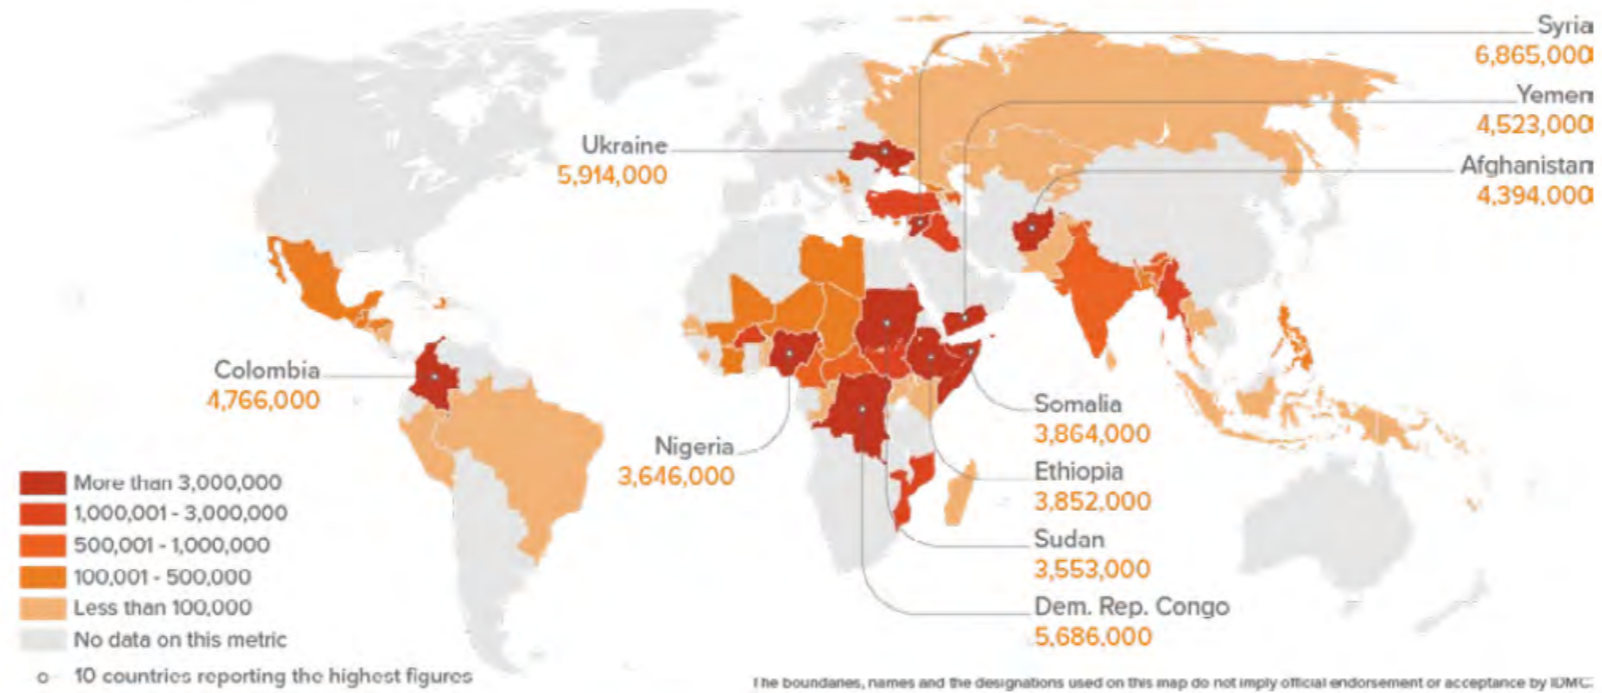 Syria
6,865,000
Yemen
4,523,000
Ukraine
5,914,000
Afghanistan
4,394,000
Colombia
4,766,000
Nigeria
3,646,000
Somalia
3,864,000
Ethiopia
3,852,000
Sudan
3,553,000
Dem. Rep. Congo
5,686,000
More than 3,000,000
1,000,001 - 3,000,000
500,001 - 1,000,000
100,001 - 500,000
Less than 100,000
No data on this metric
10 countries reporting the highest figures
The boundaries, names and the designations used on this map do not imply official endorsement or acceptance by IDMC.